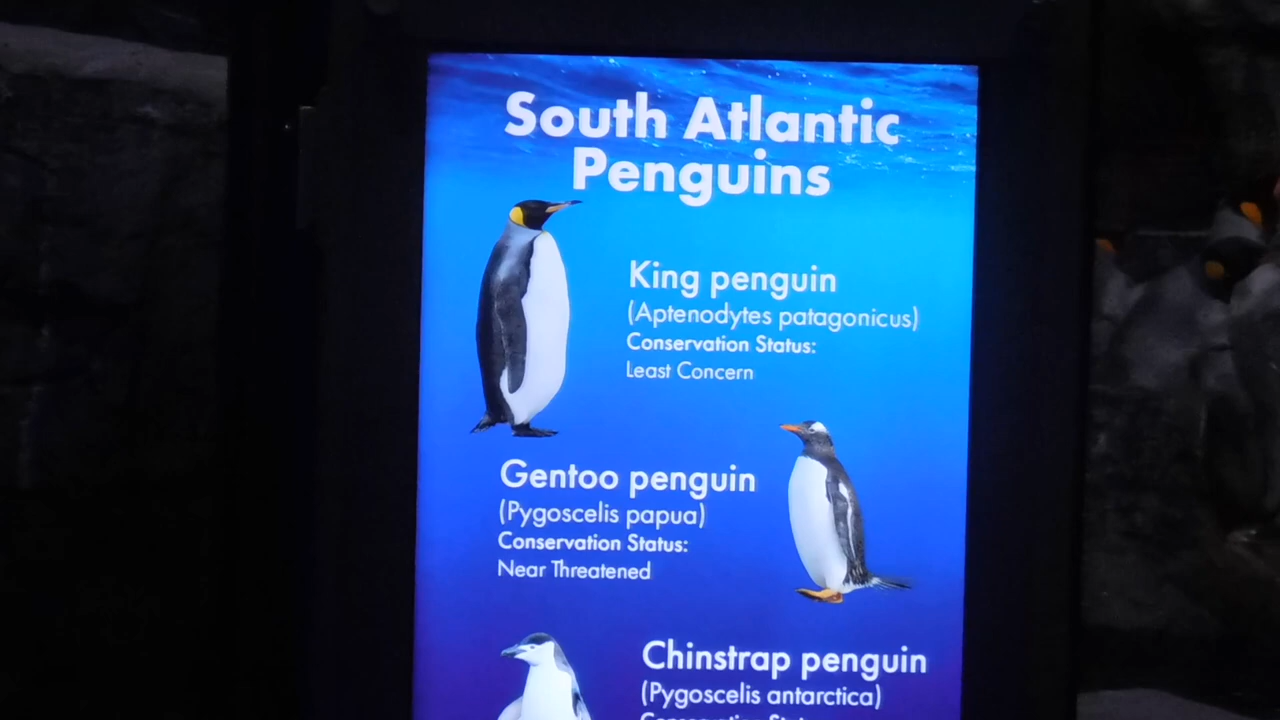 South Atlantic
Penguins
King penguin
(Aptenodytes patagonicus)
Conservation Status:
Least Concern
Gentoo penguin
(Pygoscelis papua)
Conservation Status:
Near Threatened
Chinstrap penguin
(Pygoscelis antarctica)